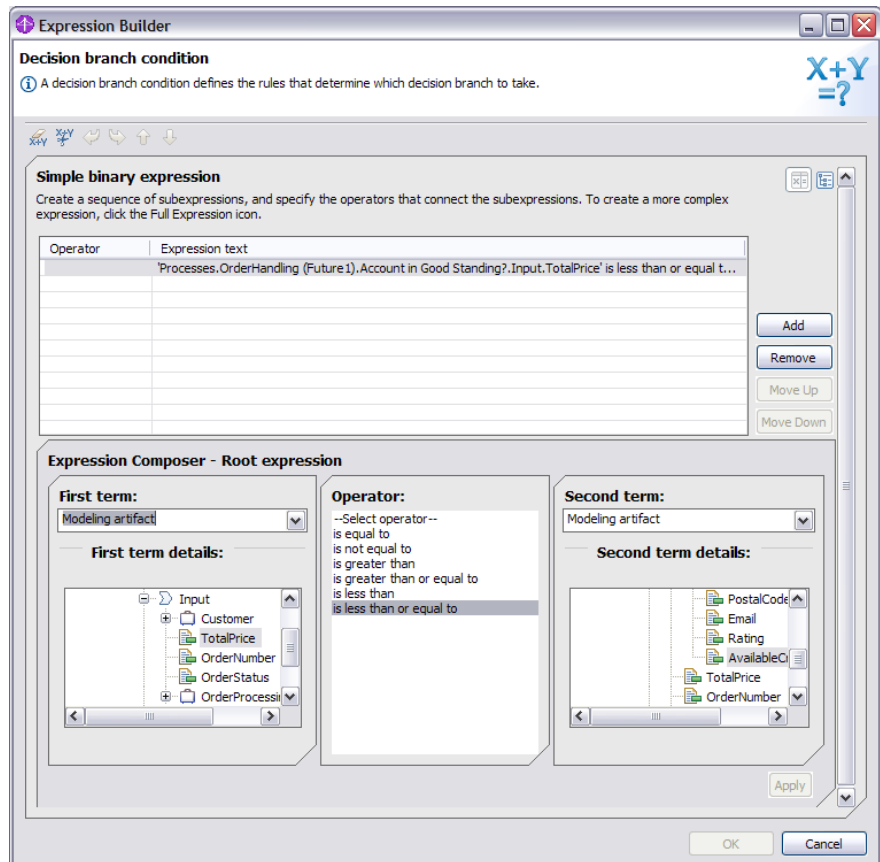 Expression Builder
Decision branch condition
A decision branch condition defines the rules that determine which decision branch to take.
X+Y
=?
Simple binary expression
Create a sequence of subexpressions, and specify the operators that connect the subexpressions. To create a more complex
expression, click the Full Expression icon.
Operator Expression text
'Processes.OrderHandling (Future1).Account in Good Standing?.Input.TotalPrice' is less than or equal t...
Add
Remove
Move Up
Move Down
Expression Composer - Root expression
First term:
Modeling artifact
First term details:
Input
Customer
TotalPrice
OrderNumber
OrderStatus
OrderProcessin
Operator:
--Select operator--
is equal to
is not equal to
is greater than
is greater than or equal to
is less than
is less than or equal to
Second term:
Modeling artifact
Second term details:
PostalCode
Email
Rating
AvailableCr
TotalPrice
OrderNumber
Apply
OK Cancel